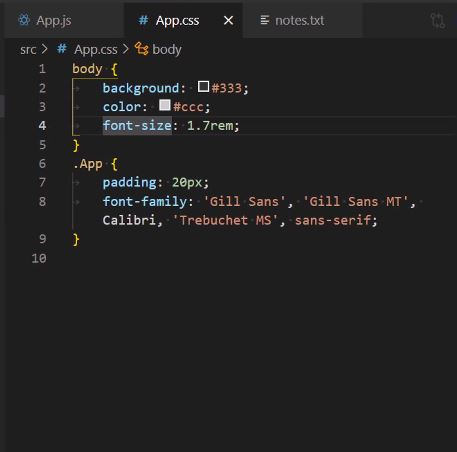 App.js # App.css × notes.txt
src > # App.css > body
1 body {
2 background: #333;
3 color: #ccc;
4 font-size: 1.7rem;
5 }
6 .App {
7 padding: 20px;
8 font-family: 'Gill Sans', 'Gill Sans MT',
Calibri, 'Trebuchet MS', sans-serif;
9 }
10